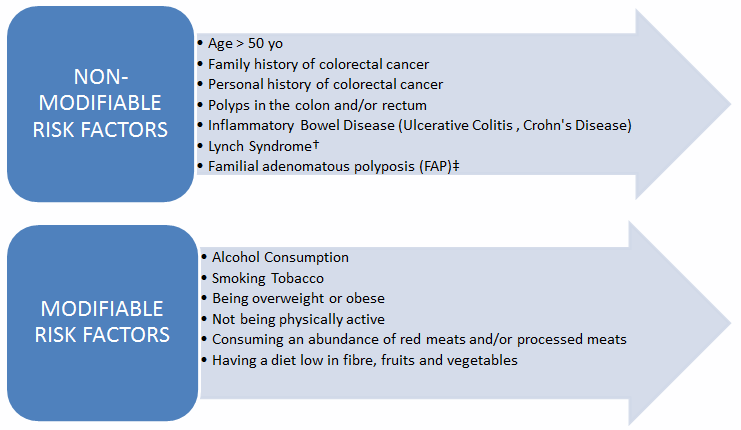 NON-
MODIFIABLE
RISK FACTORS
• Age > 50 yo
• Family history of colorectal cancer
• Personal history of colorectal cancer
• Polyps in the colon and/or rectum
• Inflammatory Bowel Disease (Ulcerative Colitis , Crohn's Disease)
• Lynch Syndrome†
• Familial adenomatous polyposis (FAP)‡
MODIFIABLE
RISK FACTORS
• Alcohol Consumption
• Smoking Tobacco
• Being overweight or obese
• Not being physically active
• Consuming an abundance of red meats and/or processed meats
• Having a diet low in fibre, fruits and vegetables